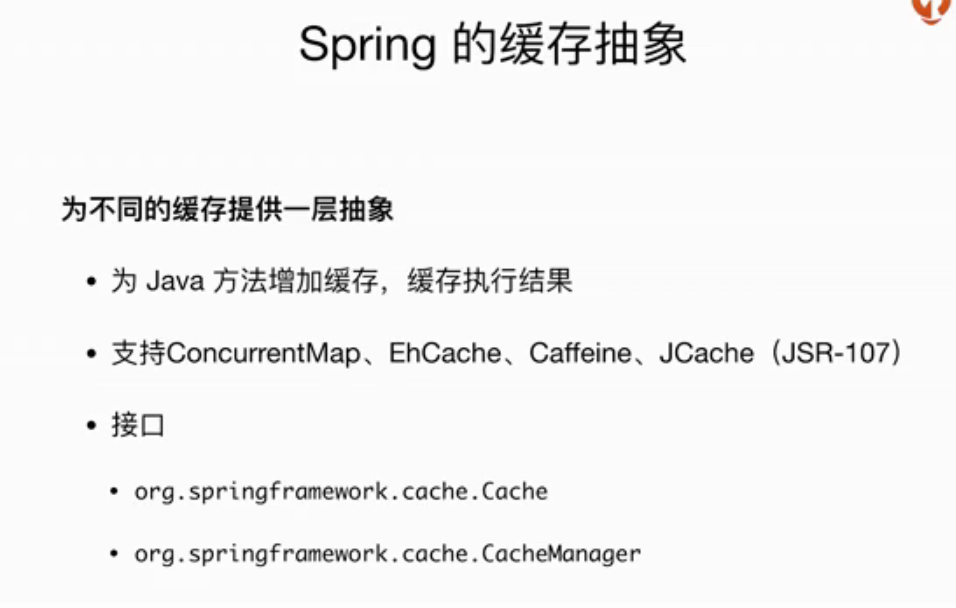 Spring 的缓存抽象
为不同的缓存提供一层抽象
• 为 Java 方法增加缓存，缓存执行结果
• 支持ConcurrentMap、EhCache、Caffeine、JCache（JSR-107）
• 接口
• org.springframework.cache.Cache
• org.springframework.cache.CacheManager